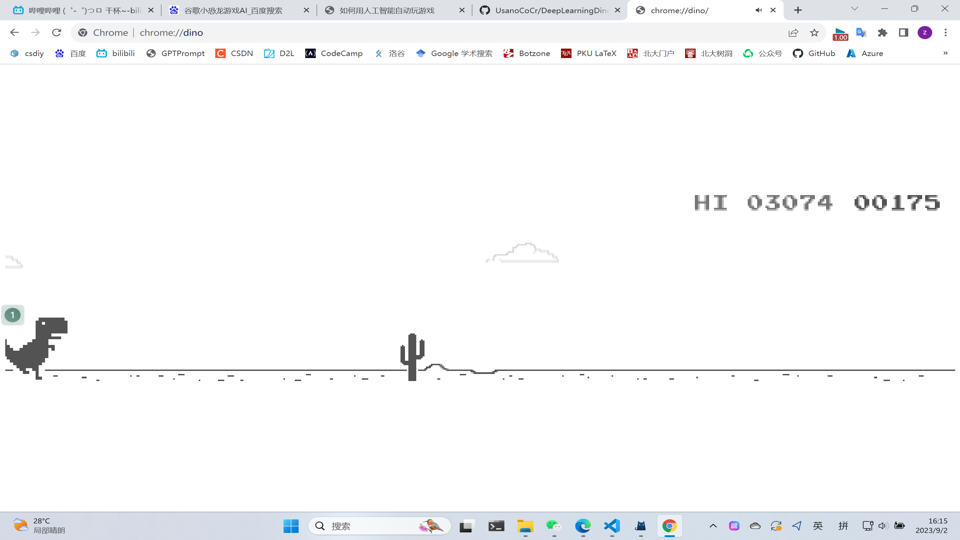 哔哩哔哩 (゜-゜)つロ 干杯~-bili
谷歌小恐龙游戏AI_百度搜索
如何用人工智能自动玩游戏
UsanoCoCr/DeepLearningDin
chrome://dino/
Chrome | chrome://dino
1.00
z
csdiy
百度
bilibili
GPTPrompt
CSDN
D2L
CodeCamp
洛谷
Google 学术搜索
Botzone
PKU LaTeX
北大门户
北大树洞
公众号
GitHub
Azure
»
HI 03074 00175
1
28°C
局部晴朗
搜索
英
拼
16:15
2023/9/2